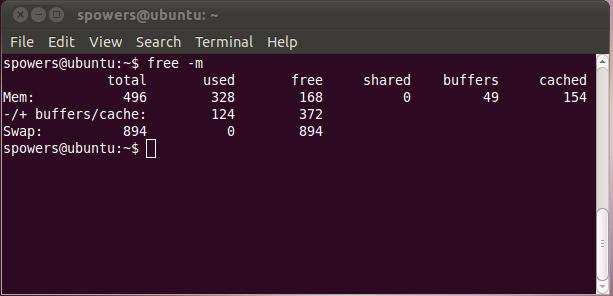 spowers@ubuntu: ~
File Edit View Search Terminal Help
spowers@ubuntu:~$ free -m
total used free shared buffers cached
Mem: 496 328 168 0 49 154
-/+ buffers/cache: 124 372
Swap: 894 0 894
spowers@ubuntu:~$